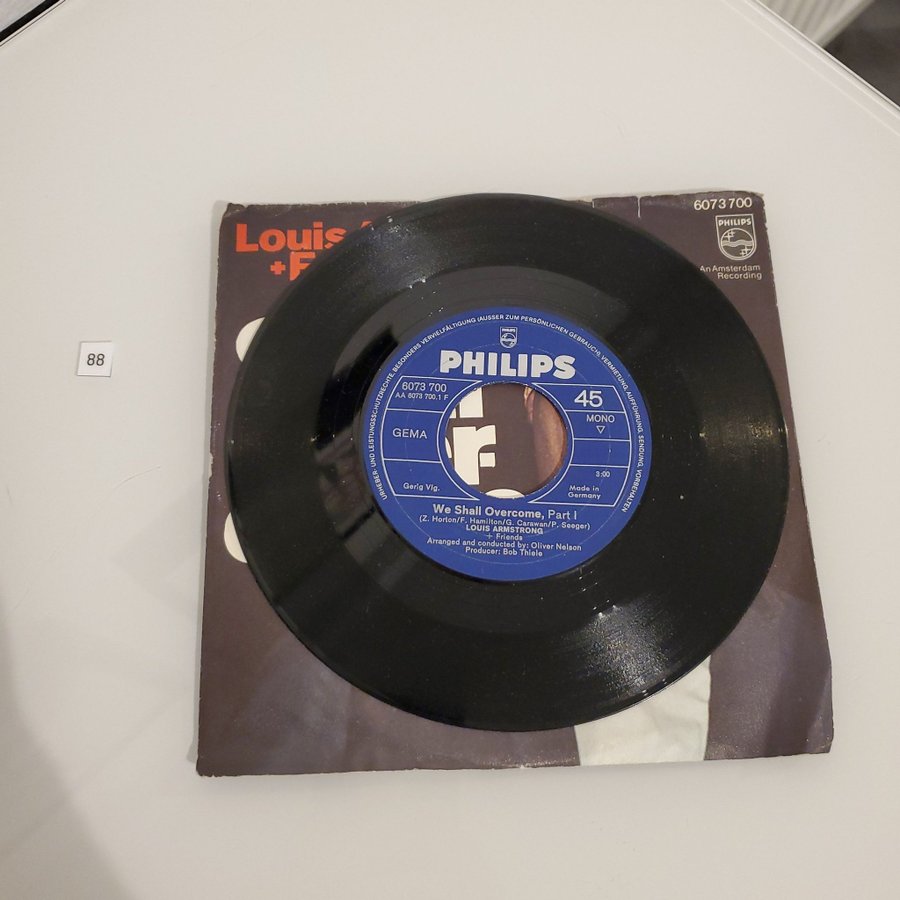 6073 700
PHILIPS
An Amsterdam
Recording
Louis
+F
88
URHEBER- UND LEISTUNGSSCHUTZRECHTE, BESONDERS VERVIELFÄLTIGUNG (AUSSER ZUM PERSÖNLICHEN GEBRAUCH), VERMIETUNG, AUFFÜHRUNG, SENDUNG, VORBEHALTEN
PHILIPS
PHILIPS
6073 700
AA 6073 700.1 F
45
MONO
GEMA
3:00
Gerig Vlg.
Made in
Germany
We Shall Overcome, Part I
(Z. Horton/F. Hamilton/G. Carawan/P. Seeger)
LOUIS ARMSTRONG
+ Friends
Arranged and conducted by: Oliver Nelson
Producer: Bob Thiele